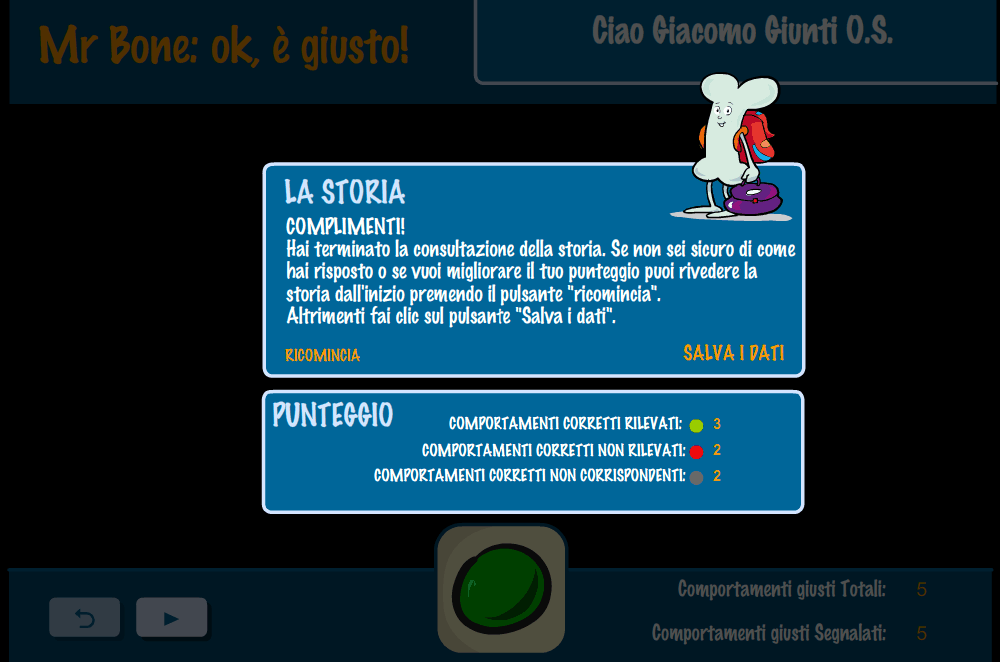 Mr Bone: ok, è giusto!
Ciao Giacomo Giunti O.S.
LA STORIA
COMPLIMENTI!
Hai terminato la consultazione della storia. Se non sei sicuro di come
hai risposto o se vuoi migliorare il tuo punteggio puoi rivedere la
storia dall'inizio premendo il pulsante "ricomincia".
Altrimenti fai clic sul pulsante "Salva i dati".
RICOMINCIA
SALVA I DATI
PUNTEGGIO
COMPORTAMENTI CORRETTI RILEVATI: 3
COMPORTAMENTI CORRETTI NON RILEVATI: 2
COMPORTAMENTI CORRETTI NON CORRISPONDENTI: 2
Comportamenti giusti Totali: 5
Comportamenti giusti Segnalati: 5